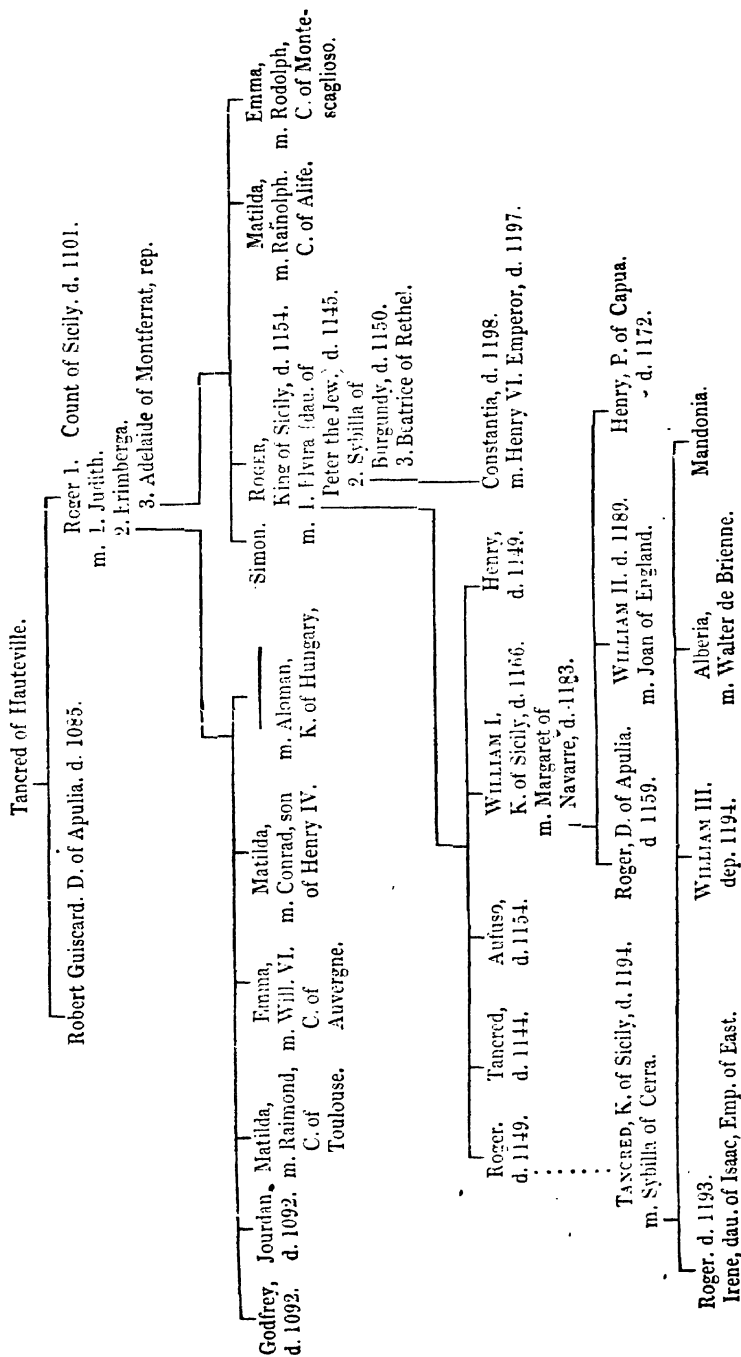 Tancred of Hauteville.
Robert Guiscard. D. of Apulia. d. 1085.
Roger 1. Count of Sicily. d. 1101.
m. 1. Judith.
2. Erimberga.
3. Adelaide of Montferrat, rep.
Godfrey,
d. 1092.
Jourdan,
d. 1092.
Matilda,
m. Raimond,
C. of
Toulouse.
Emma,
m. Will. VI.
C. of
Auvergne.
Matilda,
m. Conrad, son
of Henry IV.
m. Aloman,
K. of Hungary,
Simon.
ROGER,
King of Sicily, d. 1154.
m. 1. Elvira (dau. of
Peter the Jew.) d. 1145.
2. Sybilla of
Burgundy, d. 1150.
3. Beatrice of Rethel.
Matilda,
m. Rainolph.
C. of Alife.
Emma,
m. Rodolph,
C. of Monte-
scaglioso.
Roger.
d. 1149.
Tancred,
d. 1144.
Aufuso,
d. 1154.
WILLIAM I.
K. of Sicily, d. 1166.
m. Margaret of
Navarre, d. 1183.
Henry,
d. 1149.
Constantia, d. 1198.
m. Henry VI. Emperor, d. 1197.
TANCRED, K. of Sicily, d. 1194.
m. Sybilla of Cerra.
Roger, D. of Apulia.
d 1159.
WILLIAM II. d. 1189.
m. Joan of England.
Henry, P. of Capua.
d. 1172.
Roger. d. 1193.
Irene, dau. of Isaac, Emp. of East.
WILLIAM III.
dep. 1194.
Alberia,
m. Walter de Brienne.
Mandonia.